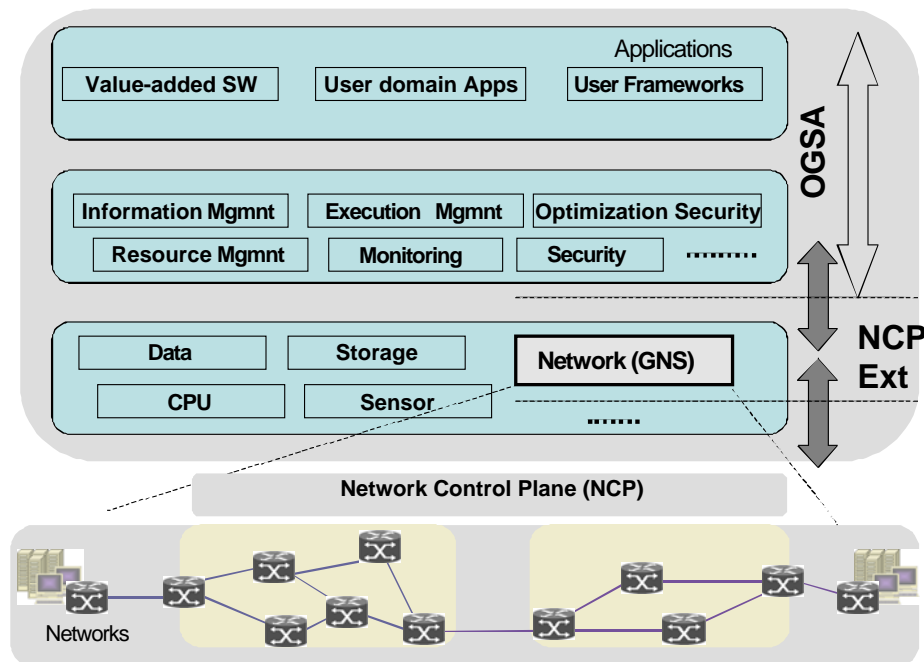 Applications
Value-added SW
User domain Apps
User Frameworks
OGSA
Information Mgmnt
Execution Mgmnt
Optimization Security
Resource Mgmnt
Monitoring
Security
........
NCP
Ext
Data
Storage
Network (GNS)
CPU
Sensor
.......
Network Control Plane (NCP)
Networks